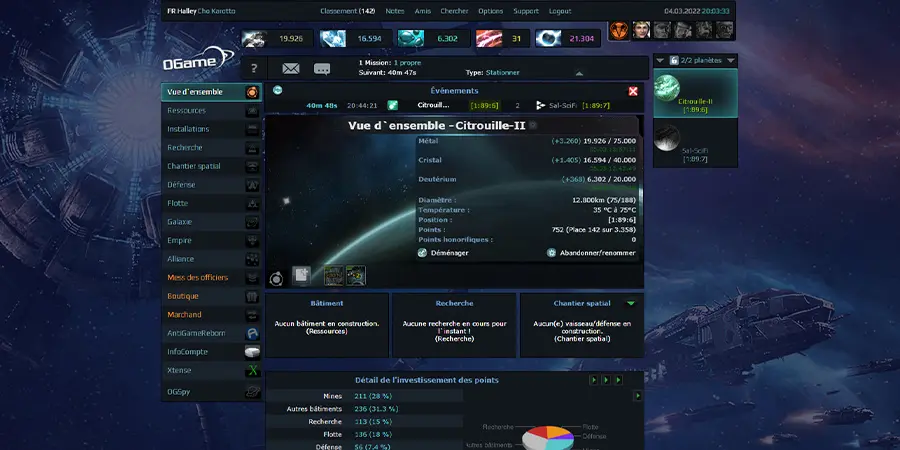 FR Halley Cho Karotta
Classement (142) Notes Amis Chercher Options Support Logout
04.03.2022 20:03:33
19.926 16.594 6.302 31 21.304
OGame
?
1 Mission: 1 propre
Suivant: 40m 47s Type: Stationner
2/2 planètes
Citrouille-II
[1:89:6]
Sal-SciFi
[1:89:7]
Vue d'ensemble
Ressources
Installations
Recherche
Chantier spatial
Défense
Flotte
Galaxie
Empire
Alliance
Mess des officiers
Boutique
Marchand
AntiGameReborn
InfoCompte
Xtense
OGSpy
Événements
40m 48s 20:44:21 Citrouill... [1:89:6] 2 Sal-SciFi [1:89:7]
Vue d`ensemble - Citrouille-II
Métal (+3.260) 19.926 / 75.000
Cristal (+1.405) 16.594 / 40.000
Deutérium (+368) 6.302 / 20.000
Diamètre : 12.800km (75/188)
Température : 35 °C à 75°C
Position : [1:89:6]
Points : 752 (Place 142 sur 3.358)
Points honorifiques : 0
Déménager Abandonner/renommer
Bâtiment
Aucun bâtiment en construction.
(Ressources)
Recherche
Aucune recherche en cours pour
l`instant !
(Recherche)
Chantier spatial
Aucun(e) vaisseau/défense en
construction.
(Chantier spatial)
Détail de l'investissement des points
Mines 211 (28 %)
Autres bâtiments 236 (31.3 %)
Recherche 113 (15 %)
Flotte 136 (18 %)
Défense 56 (7.4 %)
Recherche
Flotte
Défense
Autres bâtiments